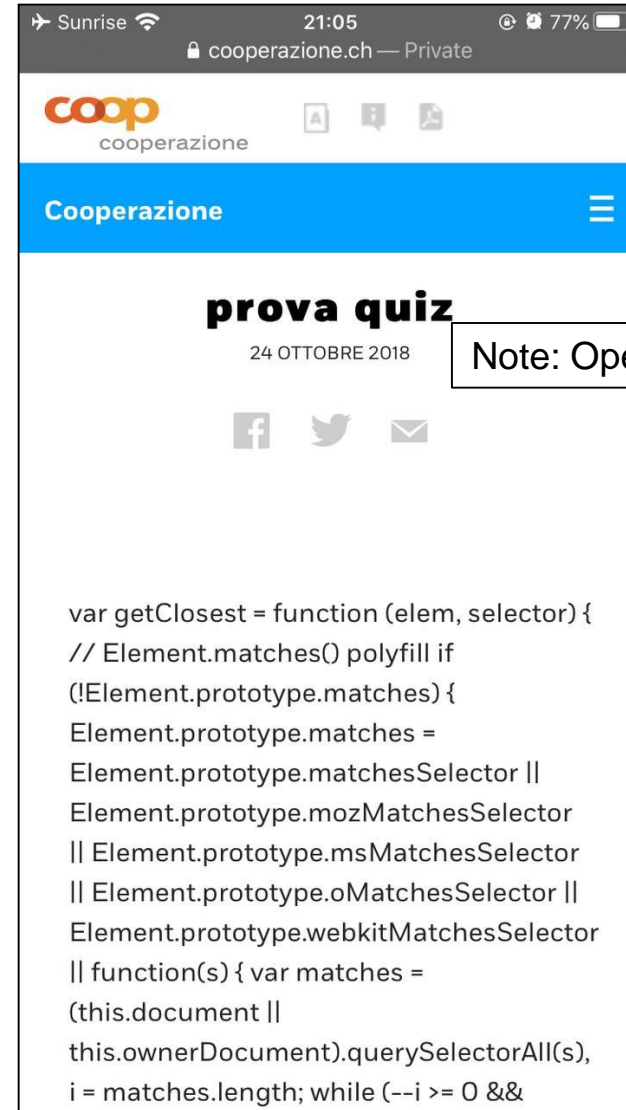 Sunrise 21:05 77%
cooperazione.ch — Private
coop
cooperazione
A
Cooperazione
prova quiz
24 OTTOBRE 2018
Note:
var getClosest = function (elem, selector) {
// Element.matches() polyfill if
(!Element.prototype.matches) {
Element.prototype.matches =
Element.prototype.matchesSelector ||
Element.prototype.mozMatchesSelector
|| Element.prototype.msMatchesSelector
|| Element.prototype.oMatchesSelector ||
Element.prototype.webkitMatchesSelector
|| function(s) { var matches =
(this.document ||
this.ownerDocument).querySelectorAll(s),
i = matches.length; while (--i >= 0 &&